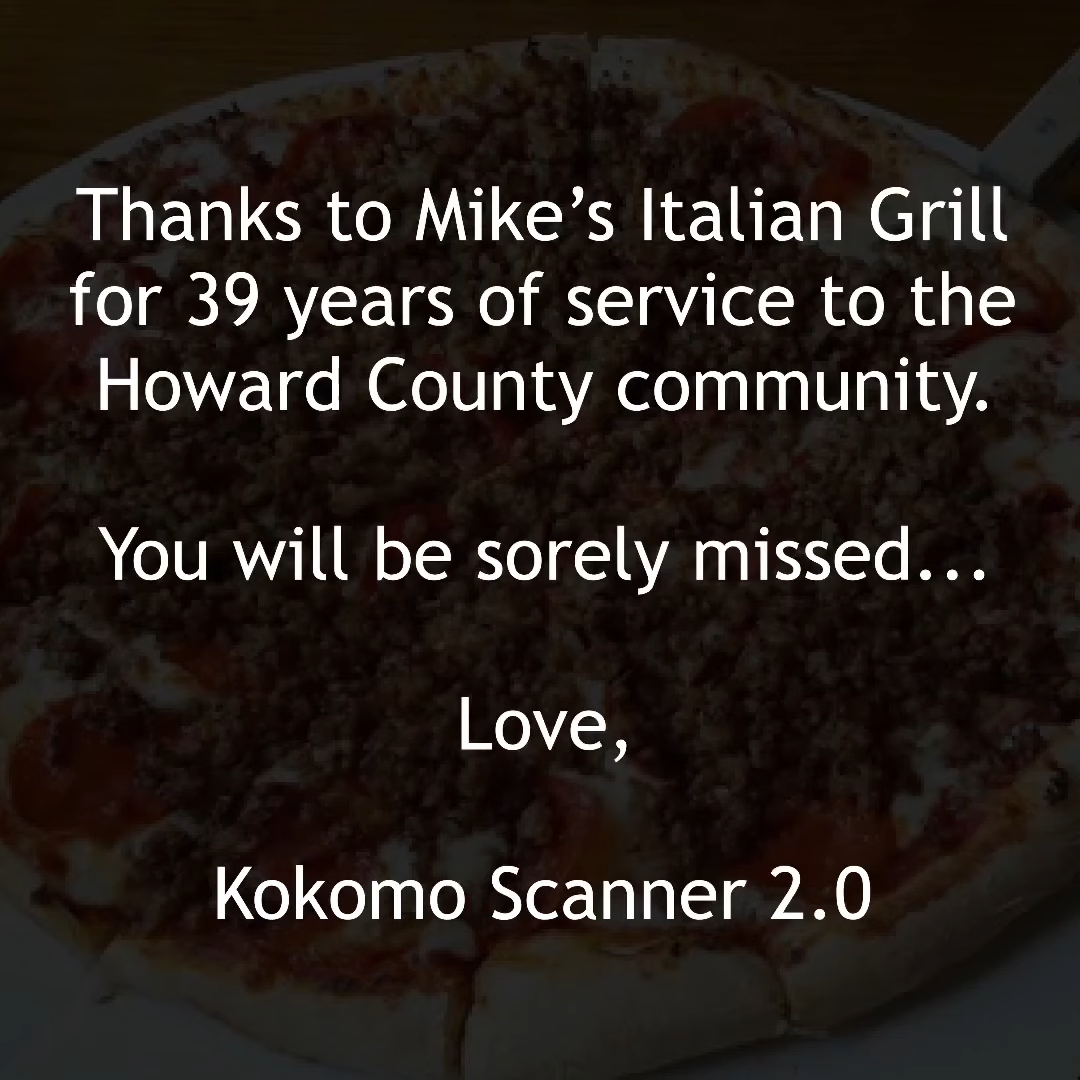 Thanks to Mike’s Italian Grill
for 39 years of service to the
Howard County community.
You will be sorely missed...
Love,
Kokomo Scanner 2.0